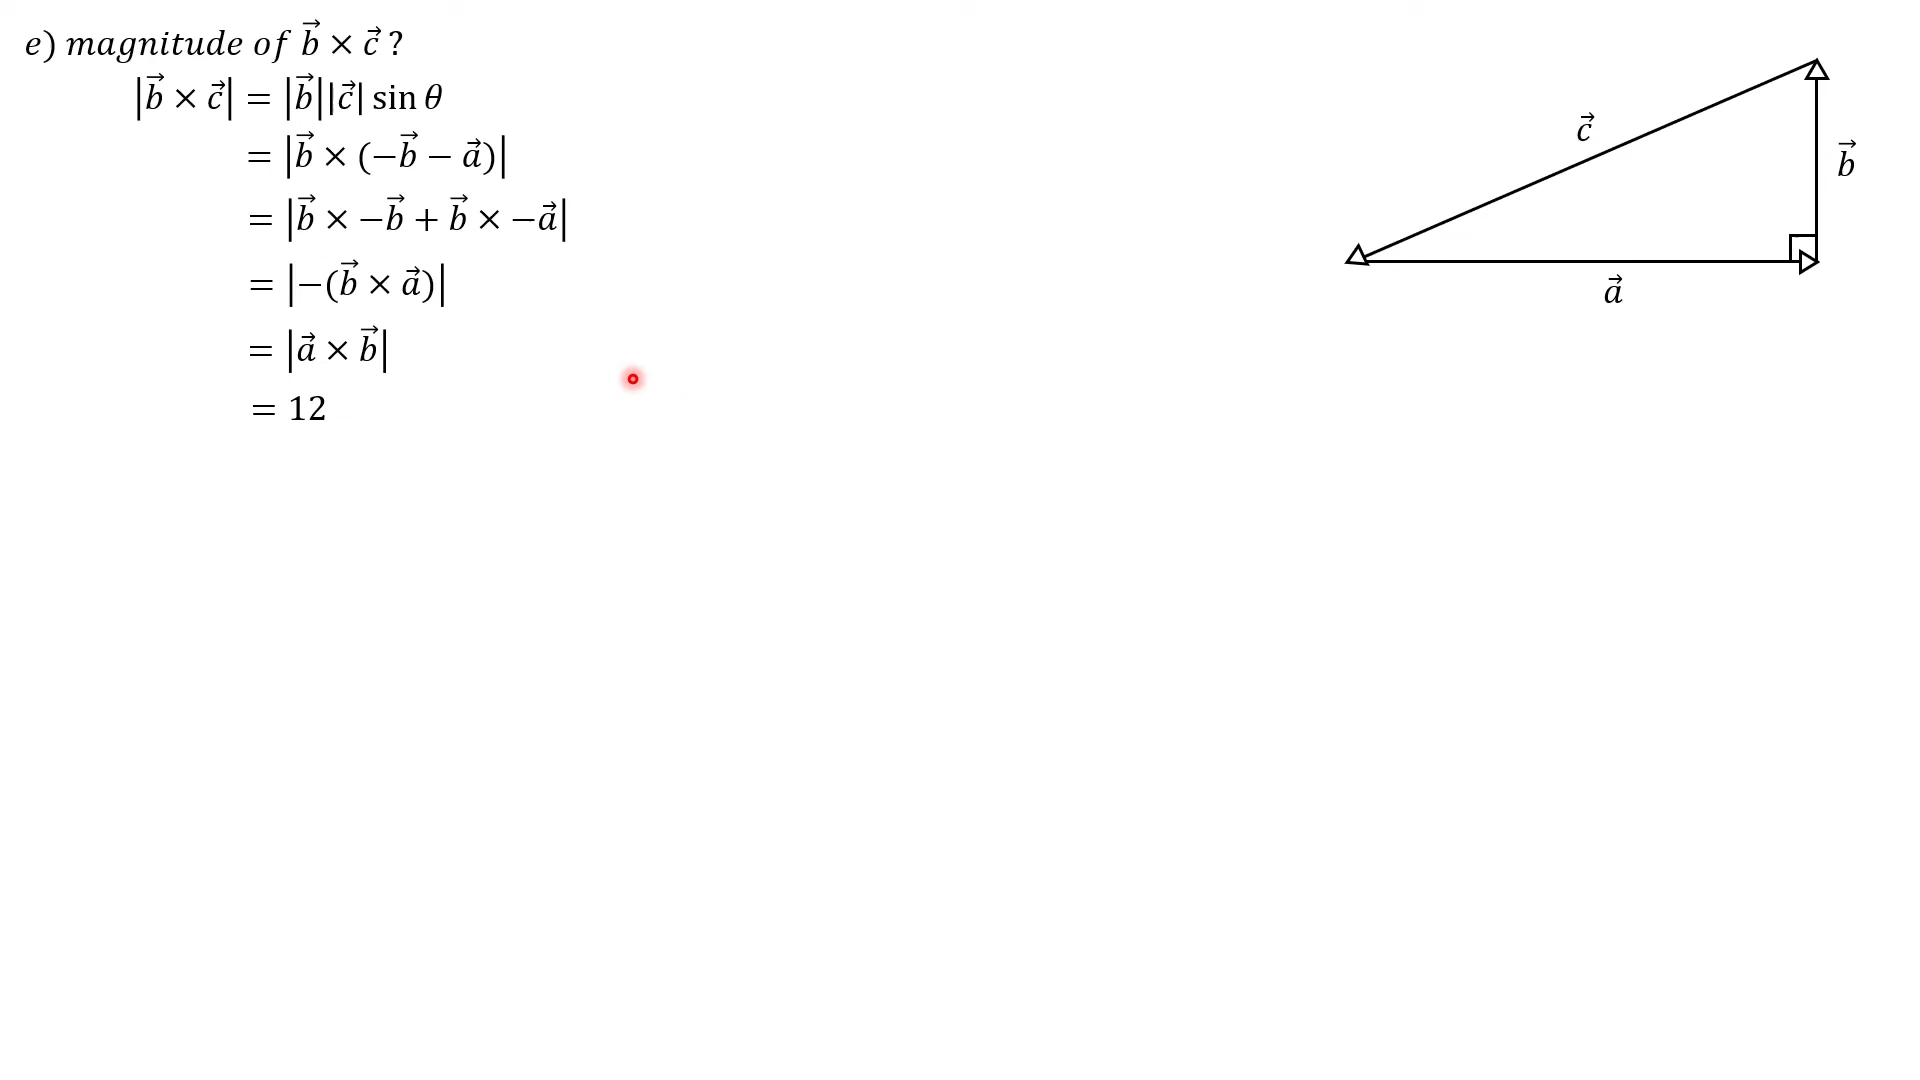 e) magnitude of b⃗ × c⃗ ?
|b⃗ × c⃗| = |b⃗||c⃗| sin θ
= |b⃗ × (−b⃗ − a⃗)|
= |b⃗ × −b⃗ + b⃗ × −a⃗|
= |−(b⃗ × a⃗)|
= |a⃗ × b⃗|
= 12
c⃗
b⃗
a⃗